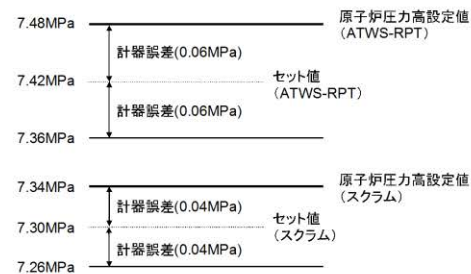 7.48MPa
原子炉圧力高設定値
(ATWS-RPT)
計器誤差(0.06MPa)
7.42MPa
セット値
(ATWS-RPT)
計器誤差(0.06MPa)
7.36MPa
7.34MPa
原子炉圧力高設定値
(スクラム)
計器誤差(0.04MPa)
7.30MPa
セット値
(スクラム)
計器誤差(0.04MPa)
7.26MPa